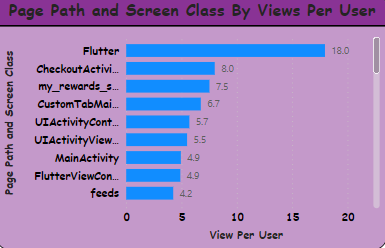 Page Path and Screen Class By Views Per User
Page Path and Screen Class
Flutter 18.0
CheckoutActivi... 8.0
my_rewards_s... 7.5
CustomTabMai... 6.7
UIActivityCont... 5.7
UIActivityView... 5.5
MainActivity 4.9
FlutterViewCon... 4.9
feeds 4.2
0 5 10 15 20
View Per User